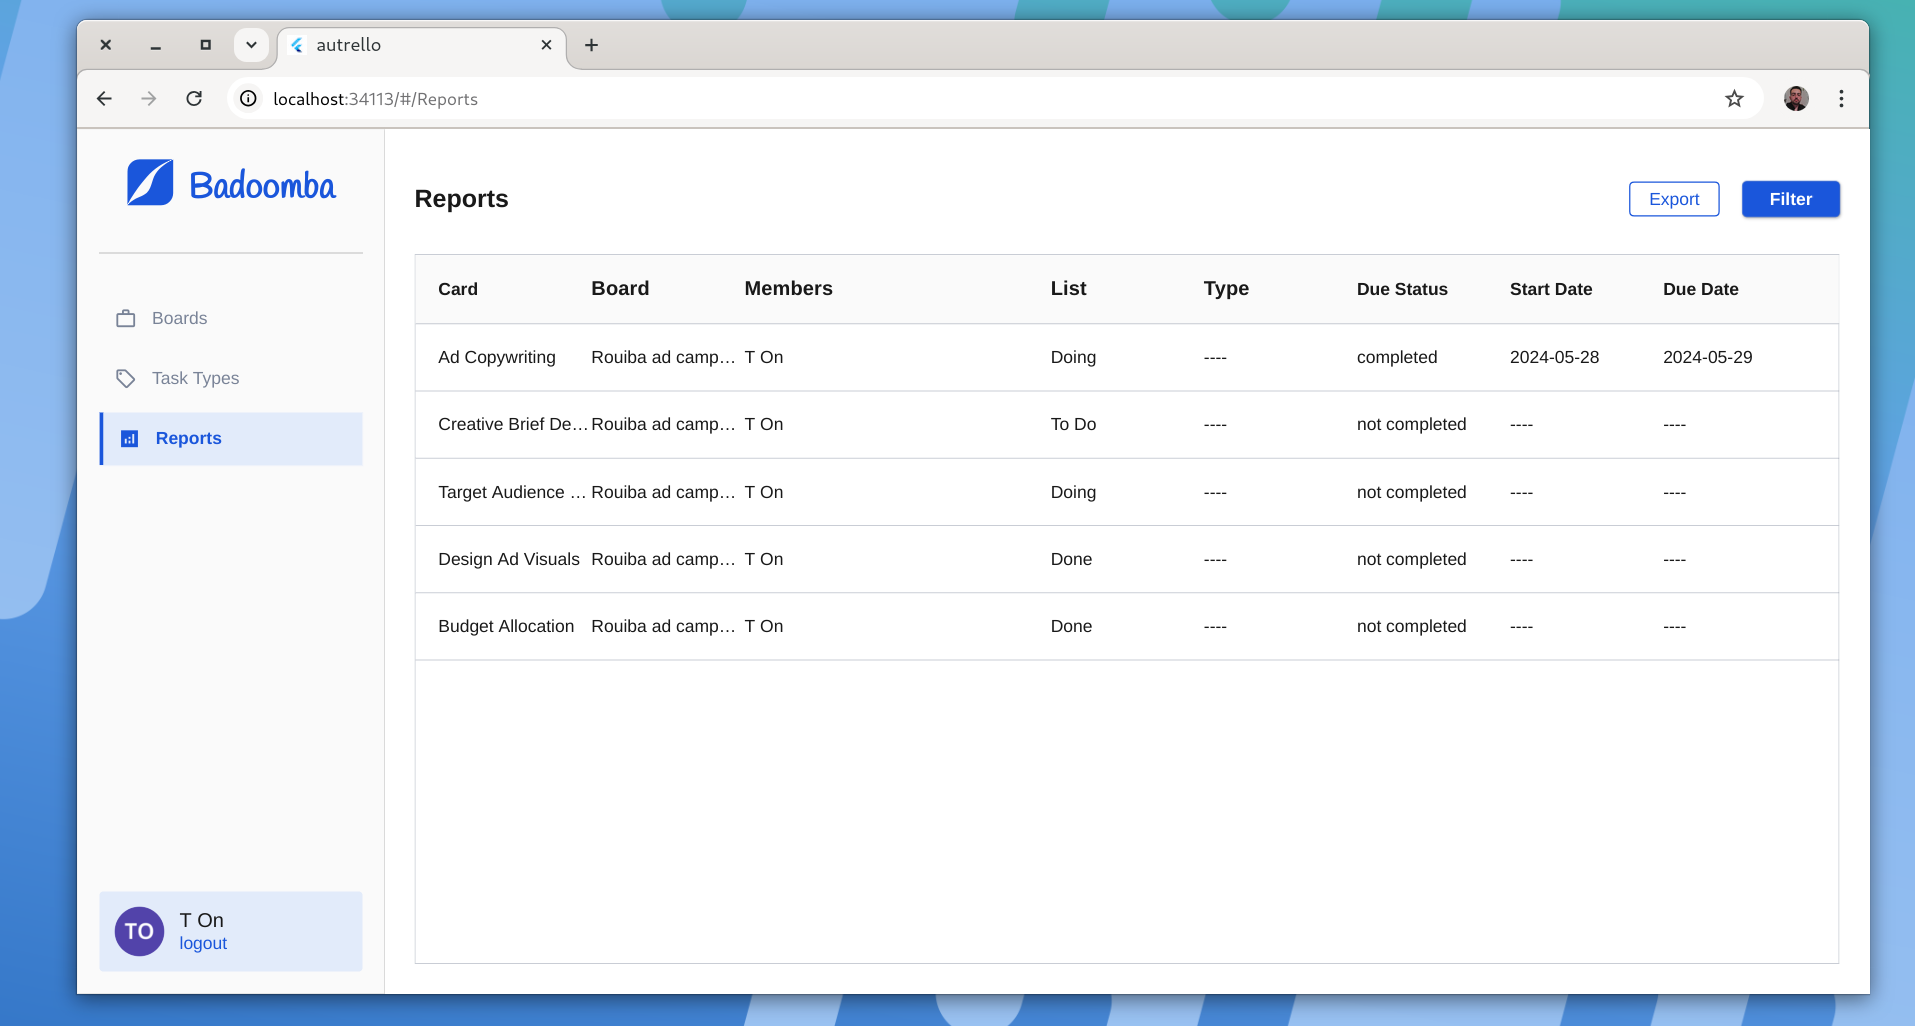 autrello
localhost:34113/#/Reports
Badoomba
Boards
Task Types
Reports
T On
TO
logout
Reports
Export
Filter
Card Board Members List Type Due Status Start Date Due Date
Ad Copywriting Rouiba ad camp… T On Doing ---- completed 2024-05-28 2024-05-29
Creative Brief De… Rouiba ad camp… T On To Do ---- not completed ---- ----
Target Audience … Rouiba ad camp… T On Doing ---- not completed ---- ----
Design Ad Visuals Rouiba ad camp… T On Done ---- not completed ---- ----
Budget Allocation Rouiba ad camp… T On Done ---- not completed ---- ----